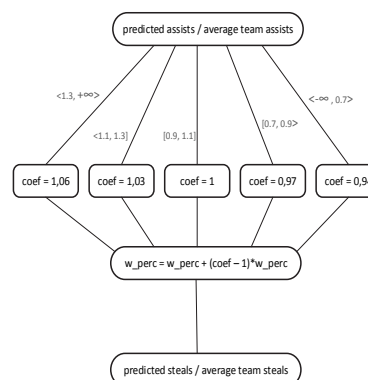 predicted assists / average team assists
<1.3, +∞>
<1.1, 1.3]
[0.9, 1.1]
[0.7, 0.9>
<-∞ , 0.7>
coef = 1,06
coef = 1,03
coef = 1
coef = 0,97
coef = 0,94
w_perc = w_perc + (coef – 1)*w_perc
predicted steals / average team steals